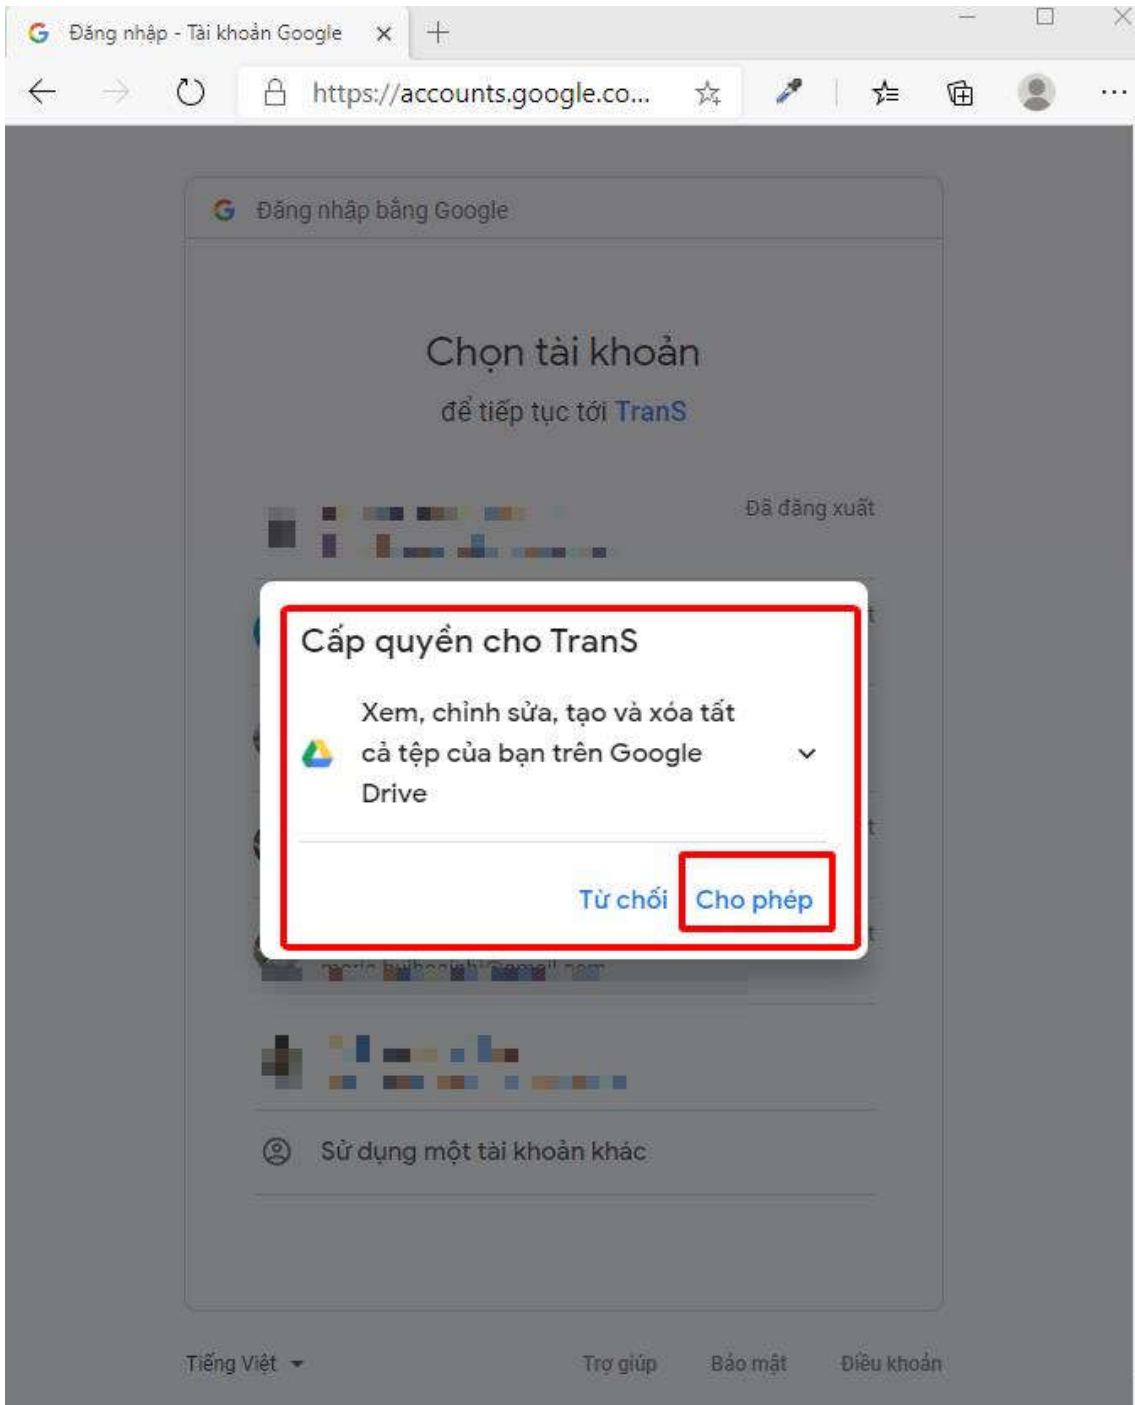 Đăng nhập - Tài khoản Google
https://accounts.google.co...
Đăng nhập bằng Google
Chọn tài khoản
để tiếp tục tới TranS
Đã đăng xuất
Cấp quyền cho TranS
Xem, chỉnh sửa, tạo và xóa tất
cả tệp của bạn trên Google
Drive
Từ chối Cho phép
Sử dụng một tài khoản khác
Tiếng Việt Trợ giúp Bảo mật Điều khoản